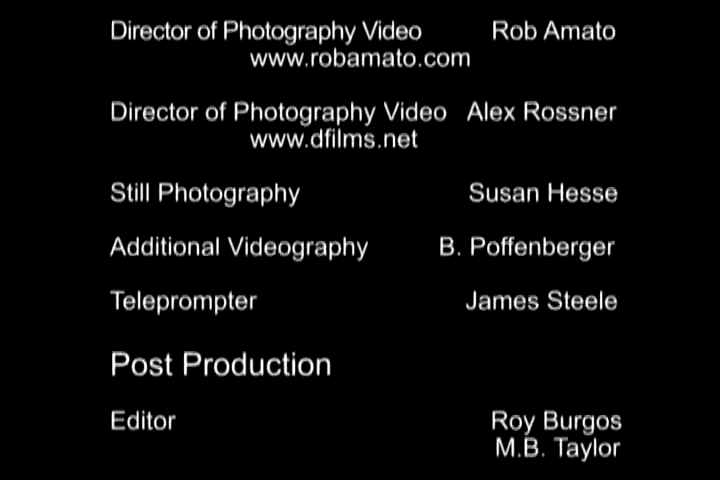 Director of Photography Video Rob Amato
www.robamato.com
Director of Photography Video Alex Rossner
www.dfilms.net
Still Photography Susan Hesse
Additional Videography B. Poffenberger
Teleprompter James Steele
Post Production
Editor Roy Burgos
M.B. Taylor